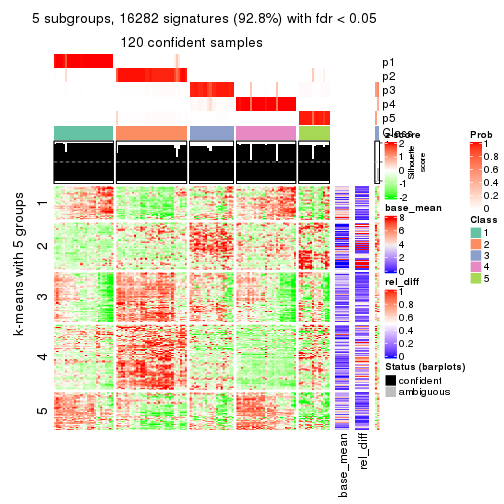 5 subgroups, 16282 signatures (92.8%) with fdr < 0.05
120 confident samples
p1
p2
p3
p4
p5
Class
k-means with 5 groups
1
2
3
4
5
base_mean
rel_diff
z-score
2
1
0
-1
-2
Silhouette
score
base_mean
8
6
4
2
0
rel_diff
1
0.8
0.6
0.4
0.2
0
Status (barplots)
confident
ambiguous
Prob
1
0.8
0.6
0.4
0.2
0
Class
1
2
3
4
5